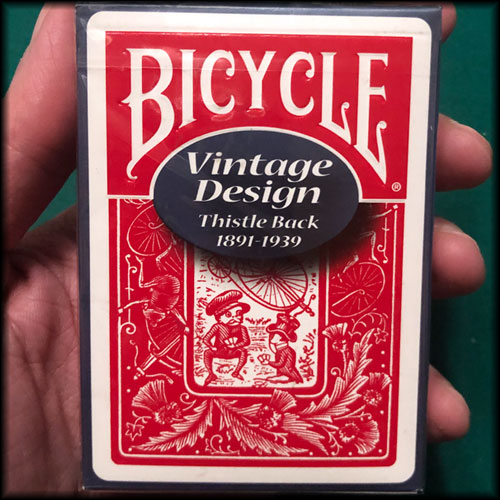 BICYCLE®
Vintage
Design
Thistle Back
1891-1939